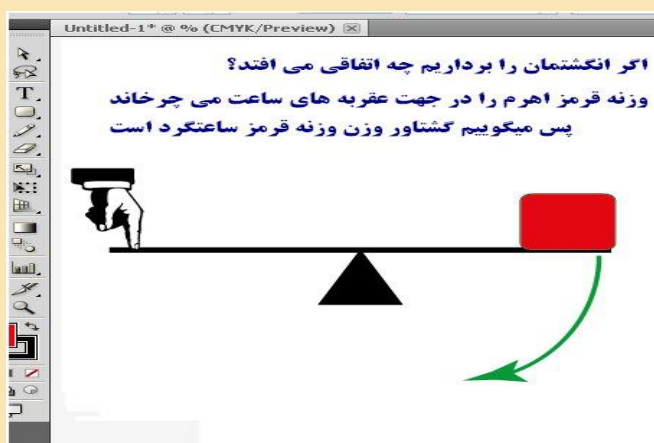 Untitled-1* @ % (CMYK/Preview)
اگر انگشتمان را برداریم چه اتفاقی می افتد؟
وزنه قرمز اهرم را در جهت عقربه های ساعت می چرخاند
پس میگوییم گشتاور وزن وزنه قرمز ساعتگرد است